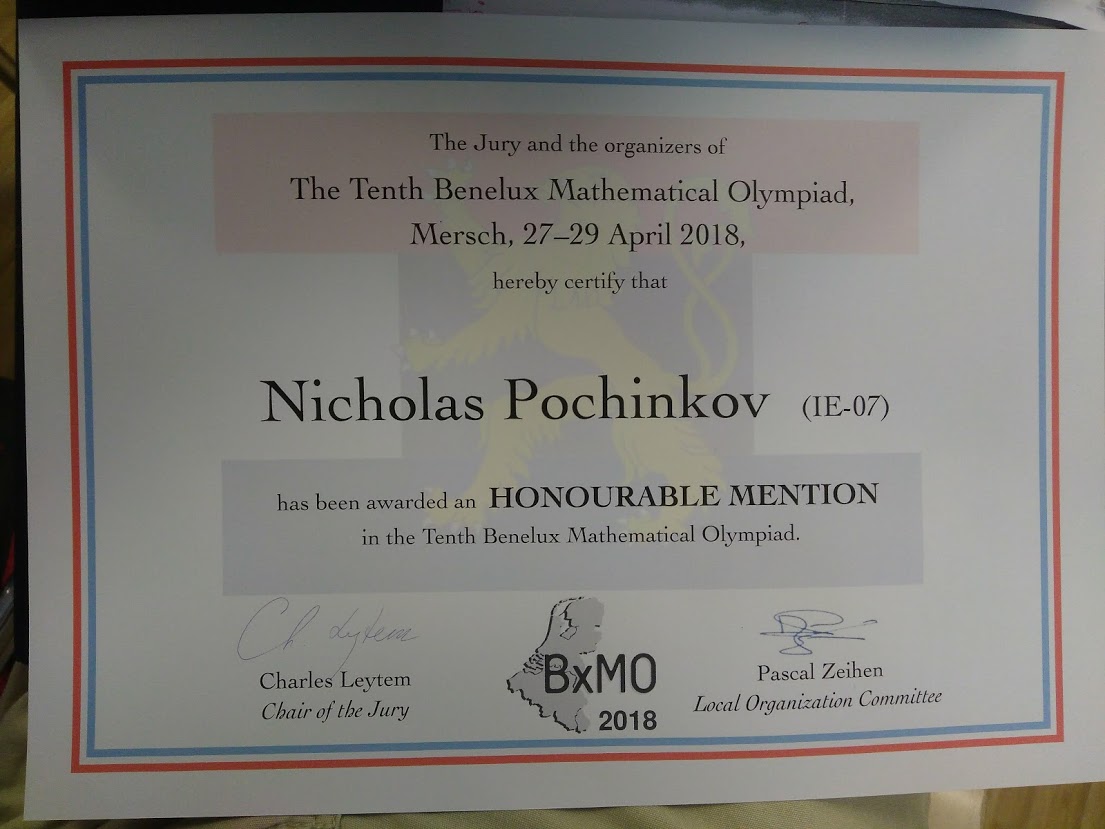 The Jury and the organizers of
The Tenth Benelux Mathematical Olympiad,
Mersch, 27–29 April 2018,
hereby certify that
Nicholas Pochinkov (IE-07)
has been awarded an HONOURABLE MENTION
in the Tenth Benelux Mathematical Olympiad.
Ch Leytem
Charles Leytem
Chair of the Jury
BxMO
2018
Pascal Zeihen
Local Organization Committee